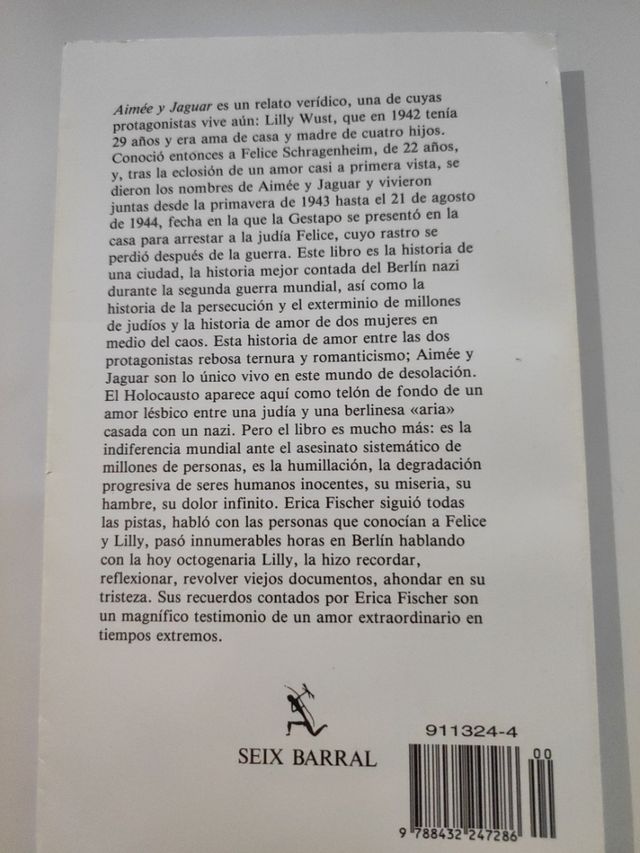 Aimée y Jaguar es un relato verídico, una de cuyas
protagonistas vive aún: Lilly Wust, que en 1942 tenía
29 años y era ama de casa y madre de cuatro hijos.
Conoció entonces a Felice Schragenheim, de 22 años,
y, tras la eclosión de un amor casi a primera vista, se
dieron los nombres de Aimée y Jaguar y vivieron
juntas desde la primavera de 1943 hasta el 21 de agosto
de 1944, fecha en la que la Gestapo se presentó en la
casa para arrestar a la judía Felice, cuyo rastro se
perdió después de la guerra. Este libro es la historia de
una ciudad, la historia mejor contada del Berlín nazi
durante la segunda guerra mundial, así como la
historia de la persecución y el exterminio de millones
de judíos y la historia de amor de dos mujeres en
medio del caos. Esta historia de amor entre las dos
protagonistas rebosa ternura y romanticismo; Aimée y
Jaguar son lo único vivo en este mundo de desolación.
El Holocausto aparece aquí como telón de fondo de un
amor lésbico entre una judía y una berlinesa «aria»
casada con un nazi. Pero el libro es mucho más: es la
indiferencia mundial ante el asesinato sistemático de
millones de personas, es la humillación, la degradación
progresiva de seres humanos inocentes, su miseria, su
hambre, su dolor infinito. Erica Fischer siguió todas
las pistas, habló con las personas que conocían a Felice
y Lilly, pasó innumerables horas en Berlín hablando
con la hoy octogenaria Lilly, la hizo recordar,
reflexionar, revolver viejos documentos, ahondar en su
tristeza. Sus recuerdos contados por Erica Fischer son
un magnífico testimonio de un amor extraordinario en
tiempos extremos.
SEIX BARRAL
911324-4
00
9 788432 247286